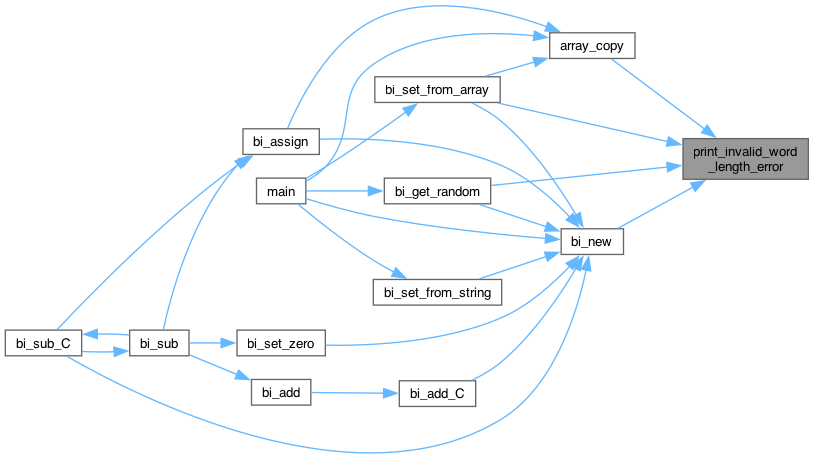 array_copy
bi_set_from_array
bi_assign
print_invalid_word
_length_error
main
bi_get_random
bi_new
bi_set_from_string
bi_sub_C
bi_sub
bi_set_zero
bi_add
bi_add_C